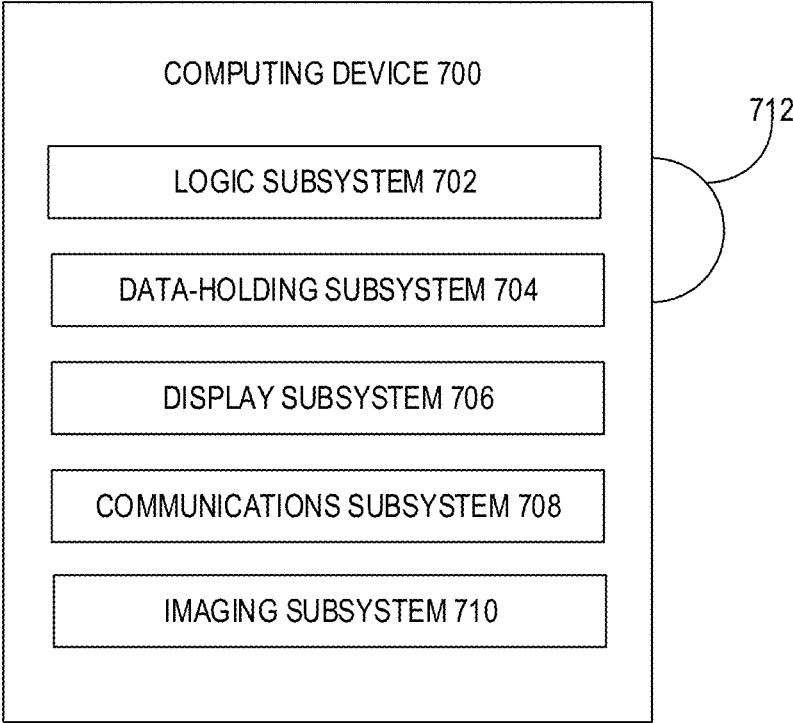 COMPUTING DEVICE 700
712
LOGIC SUBSYSTEM 702
DATA-HOLDING SUBSYSTEM 704
DISPLAY SUBSYSTEM 706
COMMUNICATIONS SUBSYSTEM 708
IMAGING SUBSYSTEM 710